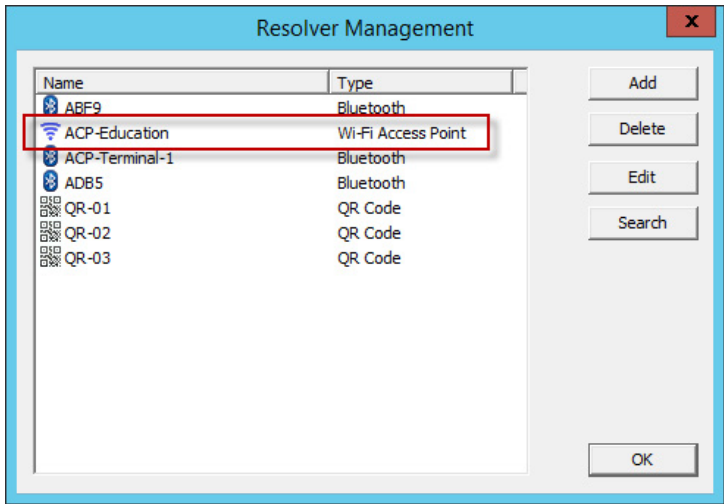 Resolver Management
x
Name Type
ABF9 Bluetooth
ACP-Education Wi-Fi Access Point
ACP-Terminal-1 Bluetooth
ADB5 Bluetooth
QR-01 QR Code
QR-02 QR Code
QR-03 QR Code
Add
Delete
Edit
Search
OK